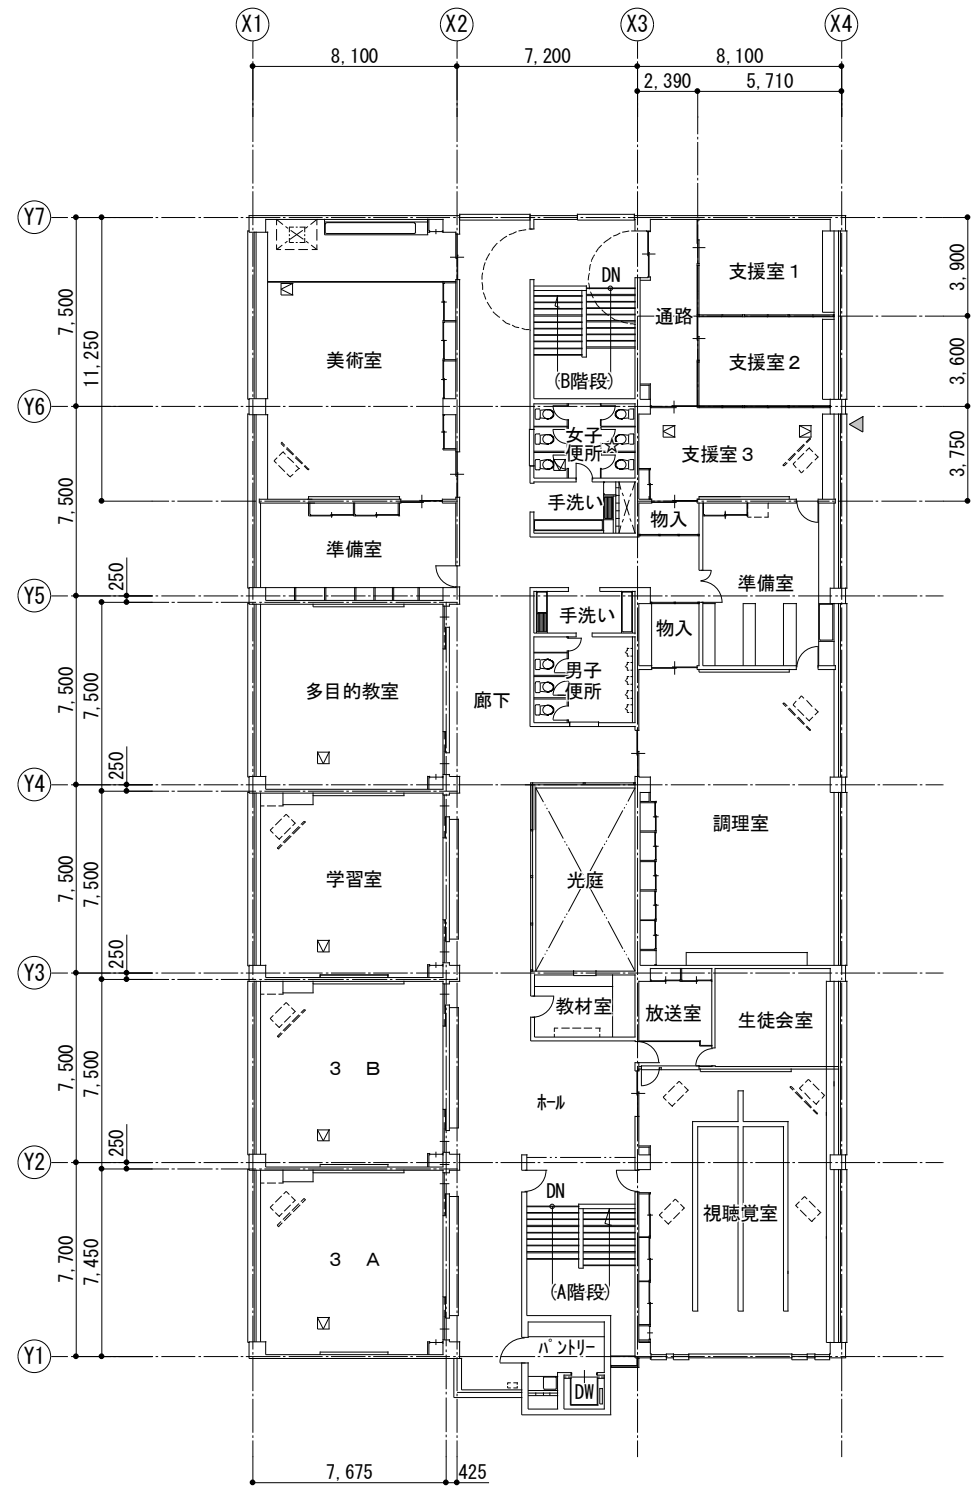 X1
X2
X3
X4
8,100
7,200
8,100
2,390
5,710
Y7
Y6
Y5
Y4
Y3
Y2
Y1
7,500
11,250
7,500
250
7,500
7,500
250
7,500
7,500
250
7,500
7,500
250
7,700
7,450
3,900
3,600
3,750
支援室1
DN
通路
美術室
支援室2
(B階段)
女子
便所
支援室3
手洗い
物入
準備室
準備室
手洗い
物入
多目的教室
男子
便所
廊下
調理室
学習室
光庭
教材室
放送室
生徒会室
3 B
ホール
DN
視聴覚室
3 A
(A階段)
パントリー
DW
7,675
425